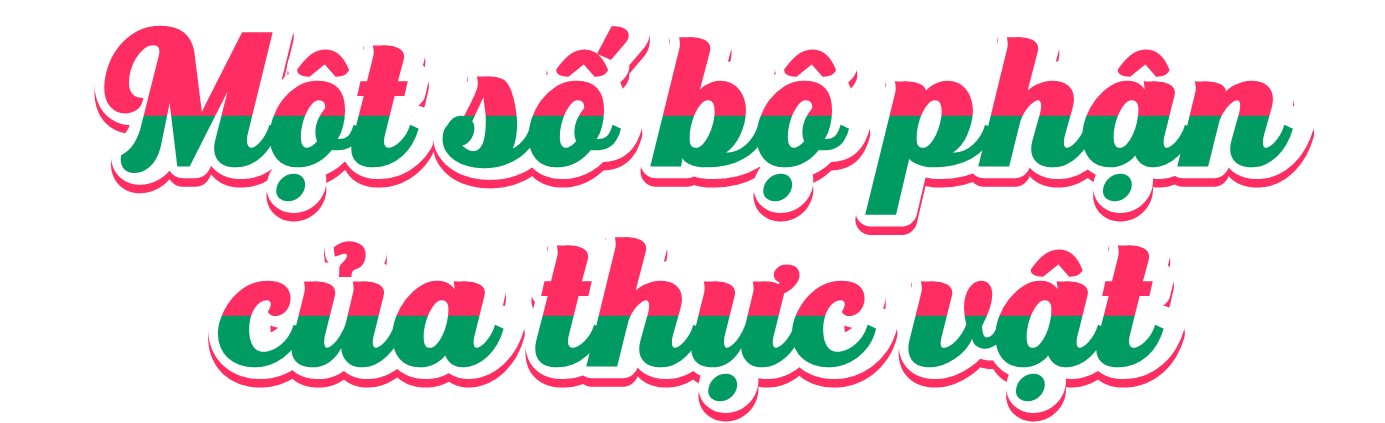 Một số bộ phận
của thực vật